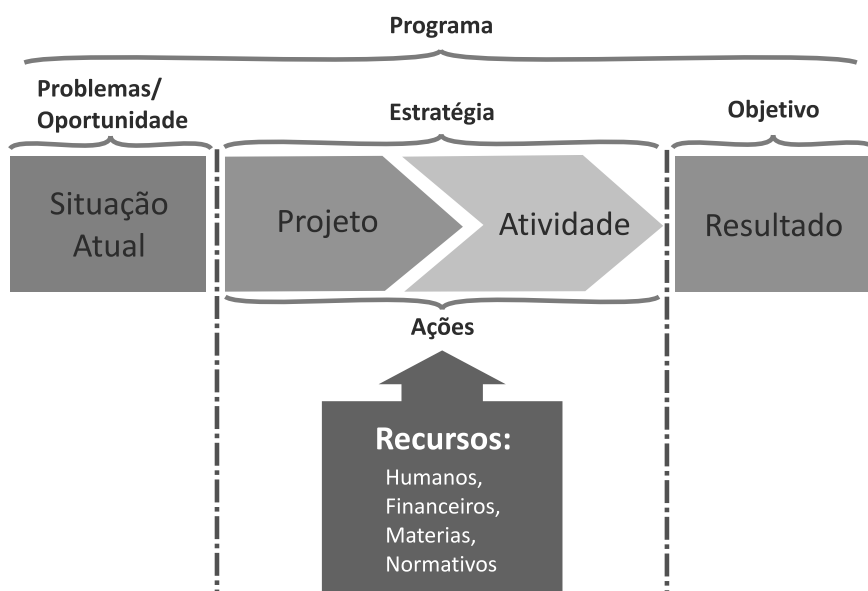 Programa
Problemas/
Oportunidade
Estratégia
Objetivo
Situação
Atual
Projeto
Atividade
Resultado
Ações
Recursos:
Humanos,
Financeiros,
Materias,
Normativos